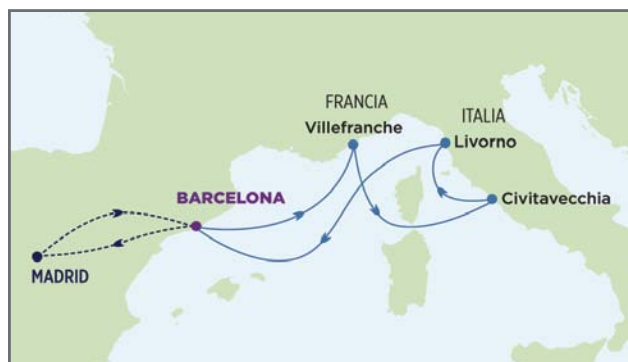 FRANCIA
Villefranche
ITALIA
Livorno
BARCELONA
Civitavecchia
MADRID